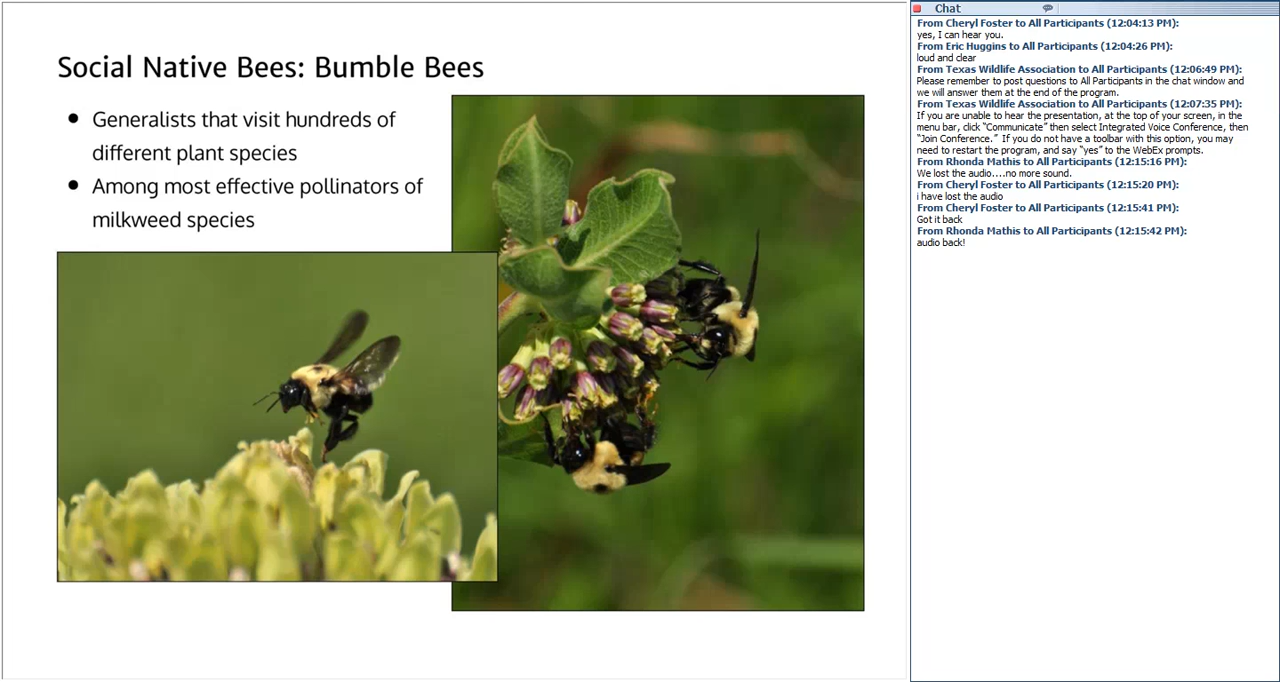 Social Native Bees: Bumble Bees
Generalists that visit hundreds of
different plant species
Among most effective pollinators of
milkweed species
Chat
From Cheryl Foster to All Participants (12:04:13 PM):
yes, I can hear you.
From Eric Huggins to All Participants (12:04:26 PM):
loud and clear
From Texas Wildlife Association to All Participants (12:06:49 PM):
Please remember to post questions to All Participants in the chat window and
we will answer them at the end of the program.
From Texas Wildlife Association to All Participants (12:07:35 PM):
If you are unable to hear the presentation, at the top of your screen, in the
menu bar, click “Communicate” then select Integrated Voice Conference, then
“Join Conference.”  If you do not have a toolbar with this option, you may
need to restart the program, and say “yes” to the WebEx prompts.
From Rhonda Mathis to All Participants (12:15:16 PM):
We lost the audio....no more sound.
From Cheryl Foster to All Participants (12:15:20 PM):
i have lost the audio
From Cheryl Foster to All Participants (12:15:41 PM):
Got it back
From Rhonda Mathis to All Participants (12:15:42 PM):
audio back!